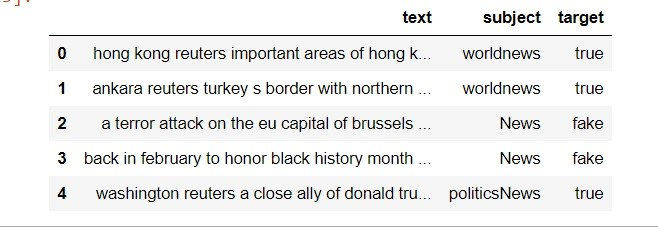 text subject target
0 hong kong reuters important areas of hong k... worldnews true
1 ankara reuters turkey s border with northern ... worldnews true
2 a terror attack on the eu capital of brussels ... News fake
3 back in february to honor black history month ... News fake
4 washington reuters a close ally of donald tru... politicsNews true